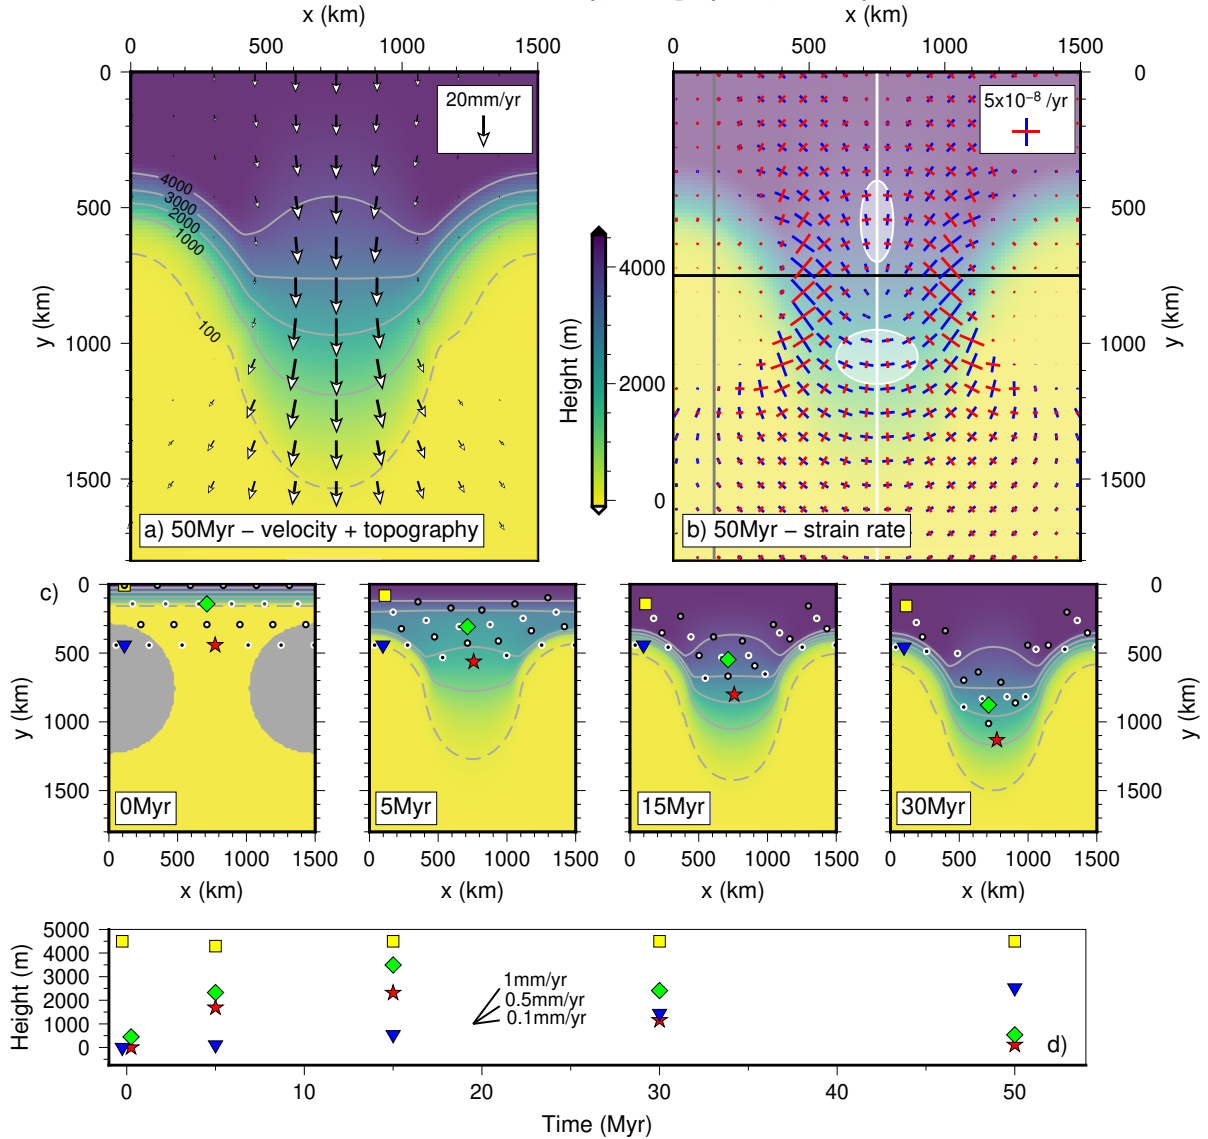 x (km)
x (km)
0
500
1000
1500
0
500
1000
1500
0
500
1000
1500
y (km)
20mm/yr
4000
3000
2000
1000
100
a) 50Myr – velocity + topography
Height (m)
4000
2000
0
5x10⁻⁸ /yr
b) 50Myr – strain rate
0
500
1000
1500
y (km)
c)
0
500
1000
1500
y (km)
0Myr
5Myr
15Myr
30Myr
0
500
1000
1500
y (km)
0 500 1000 1500
0 500 1000 1500
0 500 1000 1500
0 500 1000 1500
x (km)
x (km)
x (km)
x (km)
5000
4000
3000
2000
1000
0
Height (m)
1mm/yr
0.5mm/yr
0.1mm/yr
d)
0
10
20
30
40
50
Time (Myr)